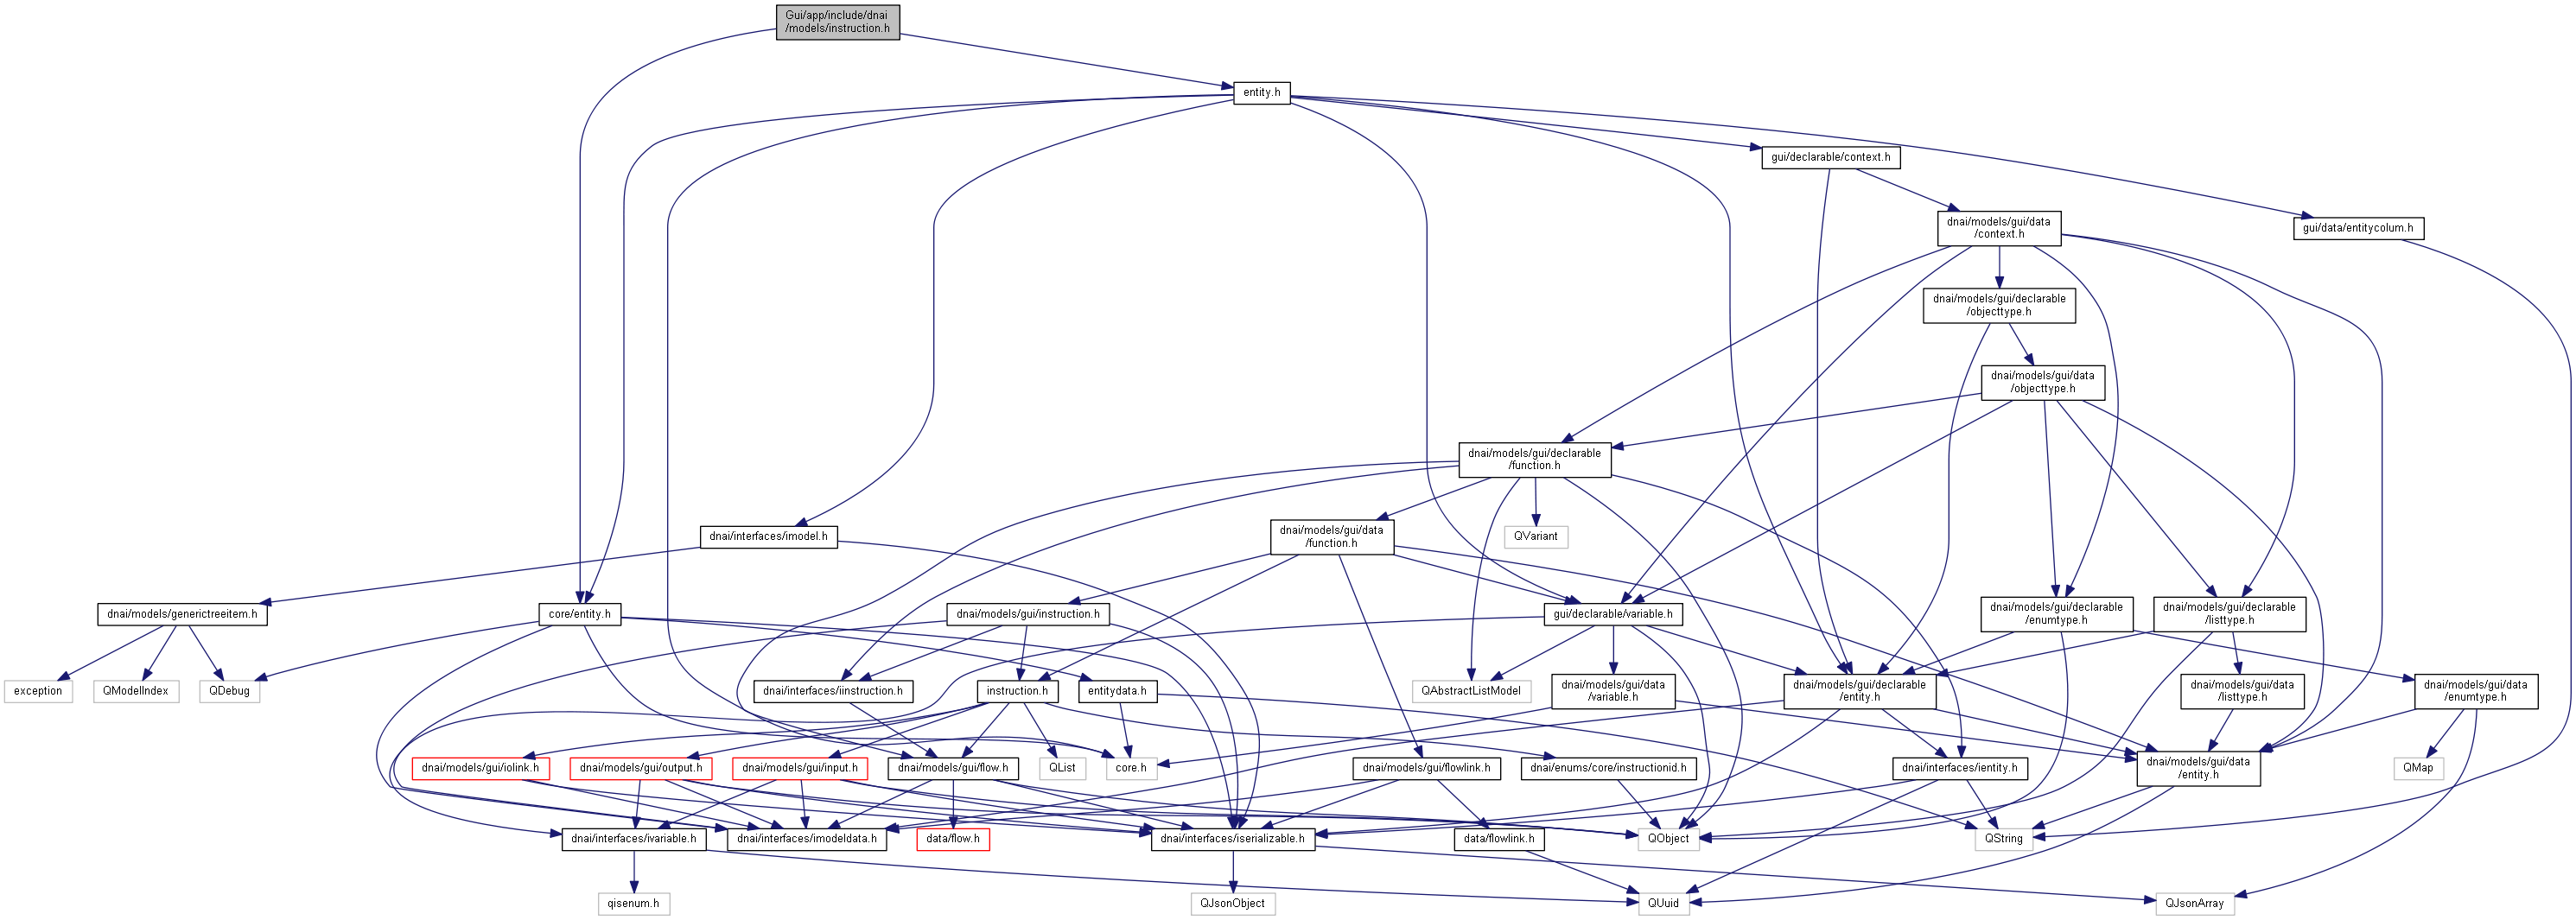 Gui/app/include/dnai
/models/instruction.h
entity.h
gui/declarable/context.h
dnai/models/gui/data
/context.h
gui/data/entitycolum.h
dnai/models/gui/declarable
/objecttype.h
dnai/models/gui/data
/objecttype.h
dnai/models/gui/declarable
/function.h
dnai/interfaces/imodel.h
dnai/models/gui/data
/function.h
QVariant
dnai/models/generictreeitem.h
core/entity.h
dnai/models/gui/instruction.h
gui/declarable/variable.h
dnai/models/gui/declarable
/enumtype.h
dnai/models/gui/declarable
/listtype.h
exception
QModelIndex
QDebug
dnai/interfaces/iinstruction.h
instruction.h
entitydata.h
QAbstractListModel
dnai/models/gui/data
/variable.h
dnai/models/gui/declarable
/entity.h
dnai/models/gui/data
/listtype.h
dnai/models/gui/data
/enumtype.h
dnai/models/gui/iolink.h
dnai/models/gui/output.h
dnai/models/gui/input.h
dnai/models/gui/flow.h
QList
core.h
dnai/models/gui/flowlink.h
dnai/enums/core/instructionid.h
dnai/interfaces/ientity.h
dnai/models/gui/data
/entity.h
QMap
dnai/interfaces/ivariable.h
dnai/interfaces/imodeldata.h
data/flow.h
dnai/interfaces/iserializable.h
data/flowlink.h
QObject
QString
qisenum.h
QJsonObject
QUuid
QJsonArray